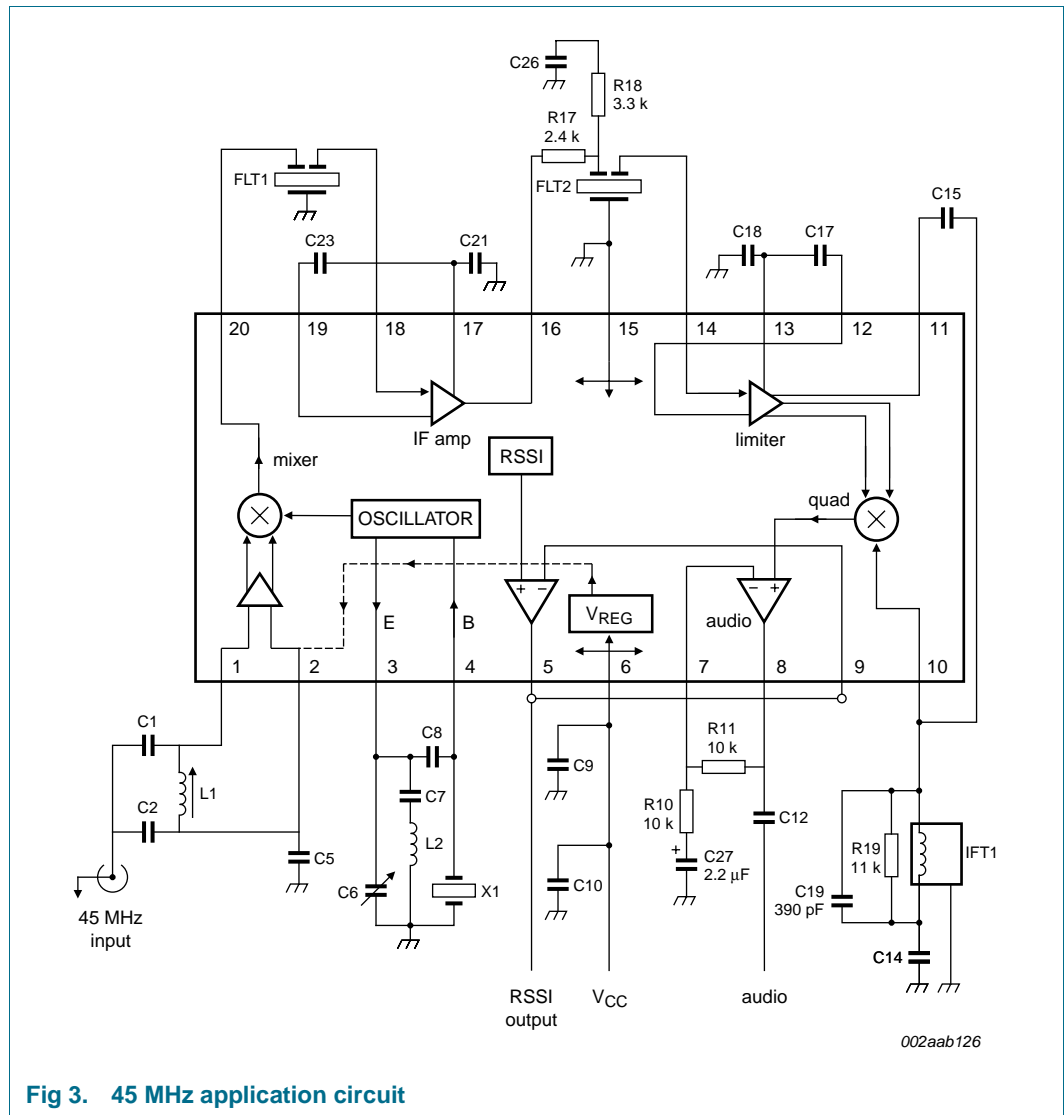 C26
R18
3.3 k
R17
2.4 k
FLT1
FLT2
C15
C23
C21
C18
C17
20
19
18
17
16
15
14
13
12
11
IF amp
limiter
mixer
RSSI
quad
OSCILLATOR
+ −
VREG
− +
audio
E
B
1
2
3
4
5
6
7
8
9
10
C1
L1
C2
C5
45 MHz
input
C8
C7
L2
C6
X1
C9
C10
R11
10 k
R10
10 k
+
C27
2.2 μF
C12
R19
11 k
C19
390 pF
IFT1
C14
RSSI
output
VCC
audio
002aab126
Fig 3. 45 MHz application circuit